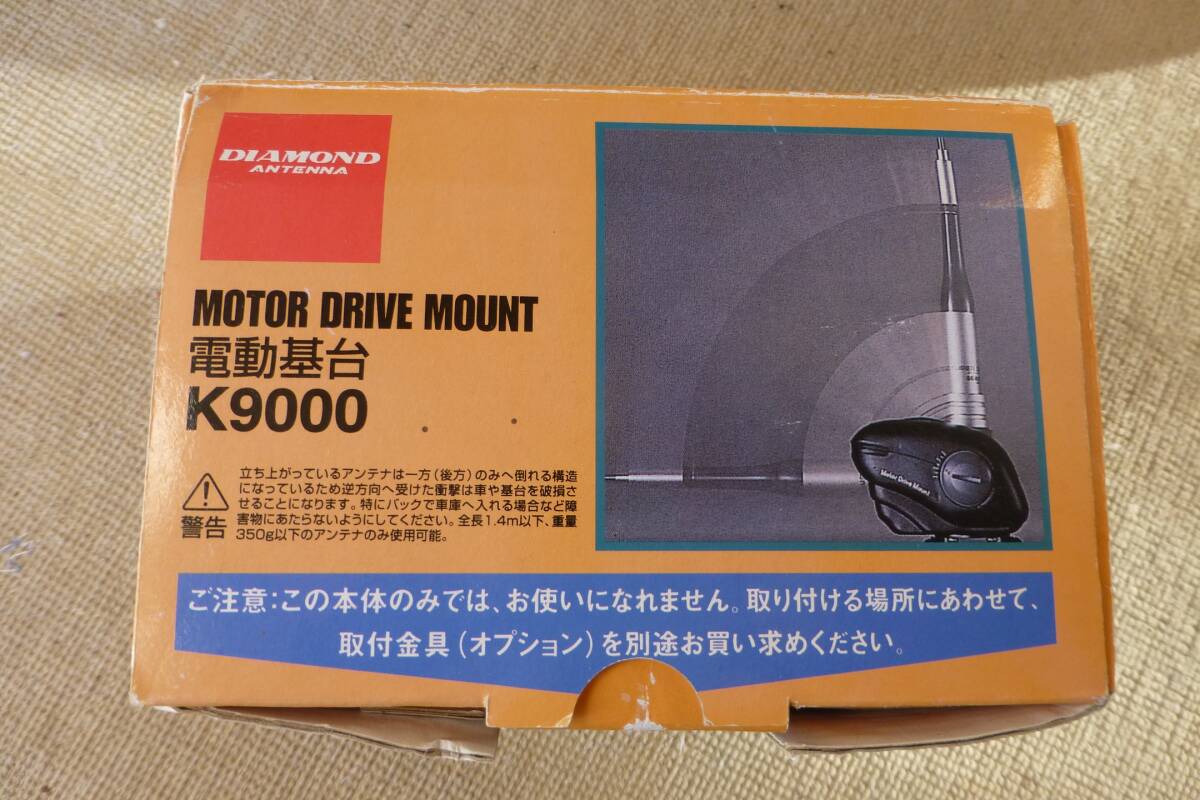 DIAMOND
ANTENNA
MOTOR DRIVE MOUNT
電動基台
K9000
警告
立ち上がっているアンテナは一方(後方)のみへ倒れる構造
になっているため逆方向へ受けた衝撃は車や基台を破損さ
せることになります。特にバックで車庫へ入れる場合など障
害物にあたらないようにしてください。全長1.4m以下、重量
350g以下のアンテナのみ使用可能。
Motor Drive Mount
ご注意:この本体のみでは、お使いになれません。取り付ける場所にあわせて、
取付金具(オプション)を別途お買い求めください。